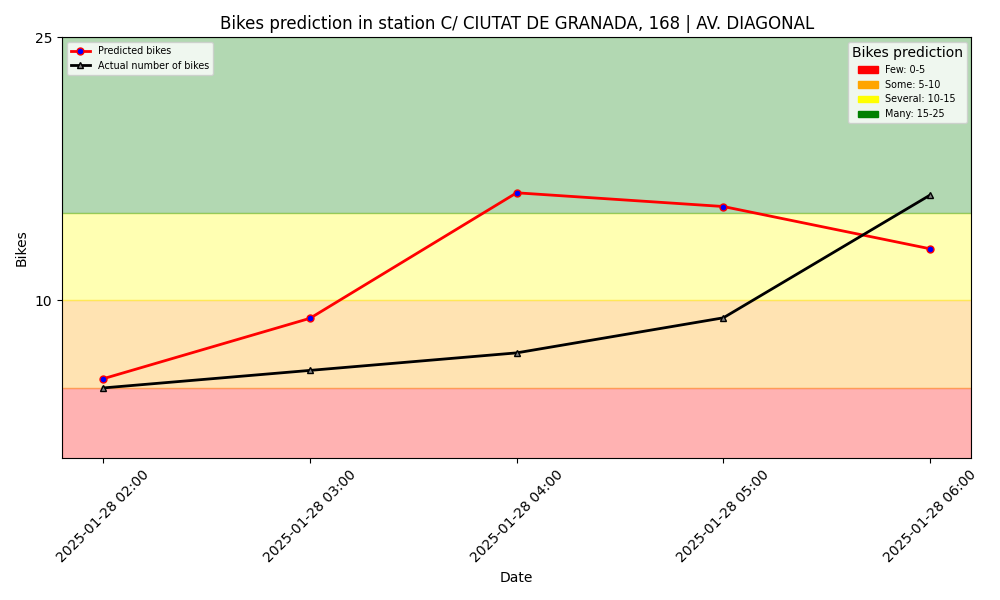 Bikes prediction in station C/ CIUTAT DE GRANADA, 168 | AV. DIAGONAL
25
10
Bikes
Predicted bikes
Actual number of bikes
Bikes prediction
Few: 0-5
Some: 5-10
Several: 10-15
Many: 15-25
2025-01-28 02:00
2025-01-28 03:00
2025-01-28 04:00
2025-01-28 05:00
2025-01-28 06:00
Date